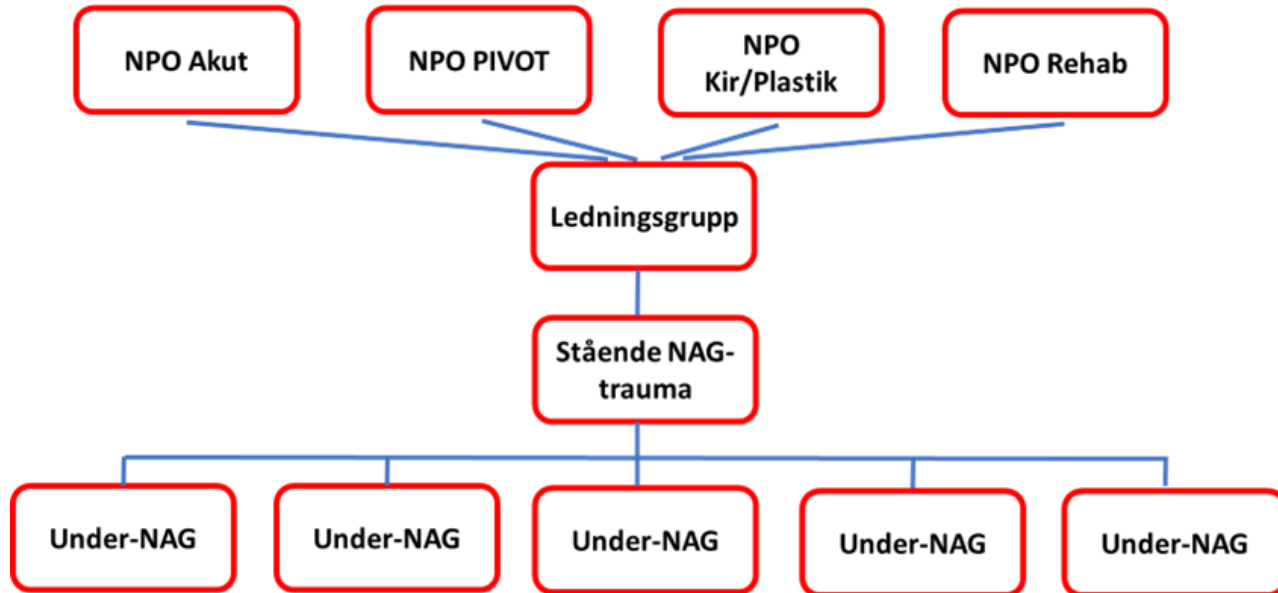 NPO Akut
NPO PIVOT
NPO
Kir/Plastik
NPO Rehab
Ledningsgrupp
Stående NAG-
trauma
Under-NAG
Under-NAG
Under-NAG
Under-NAG
Under-NAG